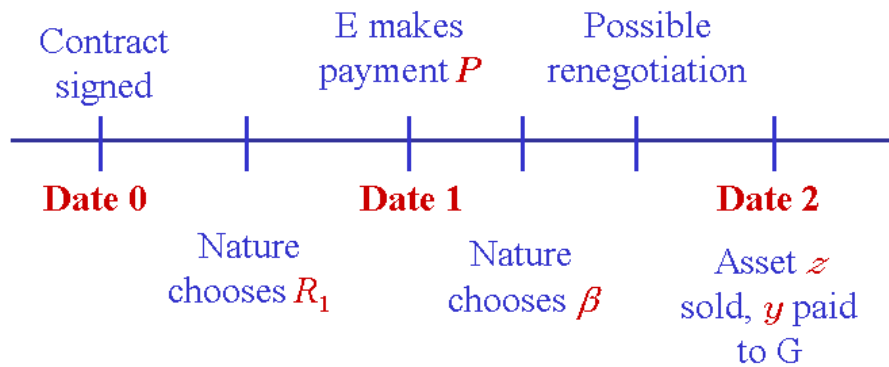 Contract
signed
E makes
payment P
Possible
renegotiation
Date 0
Date 1
Date 2
Nature
chooses R₁
Nature
chooses β
Asset z
sold, y paid
to G